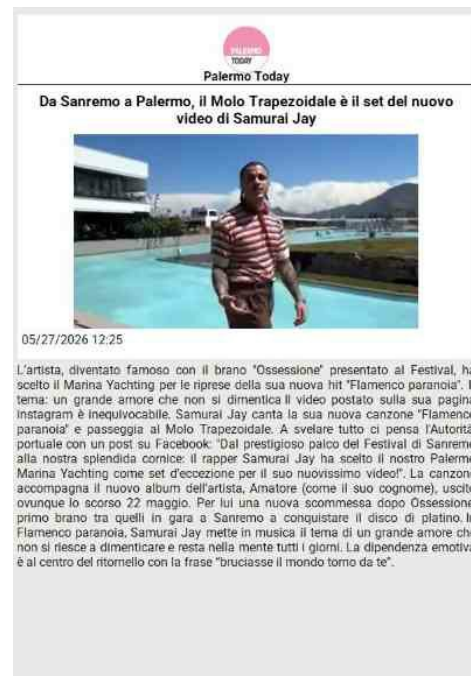 PALERMO
TODAY
Palermo Today
Da Sanremo a Palermo, il Molo Trapezoidale è il set del nuovo
video di Samurai Jay
05/27/2026 12:25
L'artista, diventato famoso con il brano "Ossessione" presentato al Festival, ha
scelto il Marina Yachting per le riprese della sua nuova hit "Flamenco paranoia".
tema: un grande amore che non si dimentica Il video postato sulla sua pagina
instagram è inequivocabile. Samurai Jay canta la sua nuova canzone "Flamenco
paranoia" e passeggia al Molo Trapezoidale. A svelare tutto ci pensa l'Autorità
portuale con un post su Facebook: "Dal prestigioso palco del Festival di Sanremo
alla nostra splendida cornice: il rapper Samurai Jay ha scelto il nostro Palermo
Marina Yachting come set d'eccezione per il suo nuovissimo video!". La canzone
accompagna il nuovo album dell'artista, Amatore (come il suo cognome), uscito
ovunque lo scorso 22 maggio. Per lui una nuova scommessa dopo Ossessione
primo brano tra quelli in gara a Sanremo a conquistare il disco di platino. In
Flamenco paranoia, Samurai Jay mette in musica il tema di un grande amore che
non si riesce a dimenticare e resta nella mente tutti i giorni. La dipendenza emotiva
è al centro del ritornello con la frase "bruciasse il mondo torno da te".